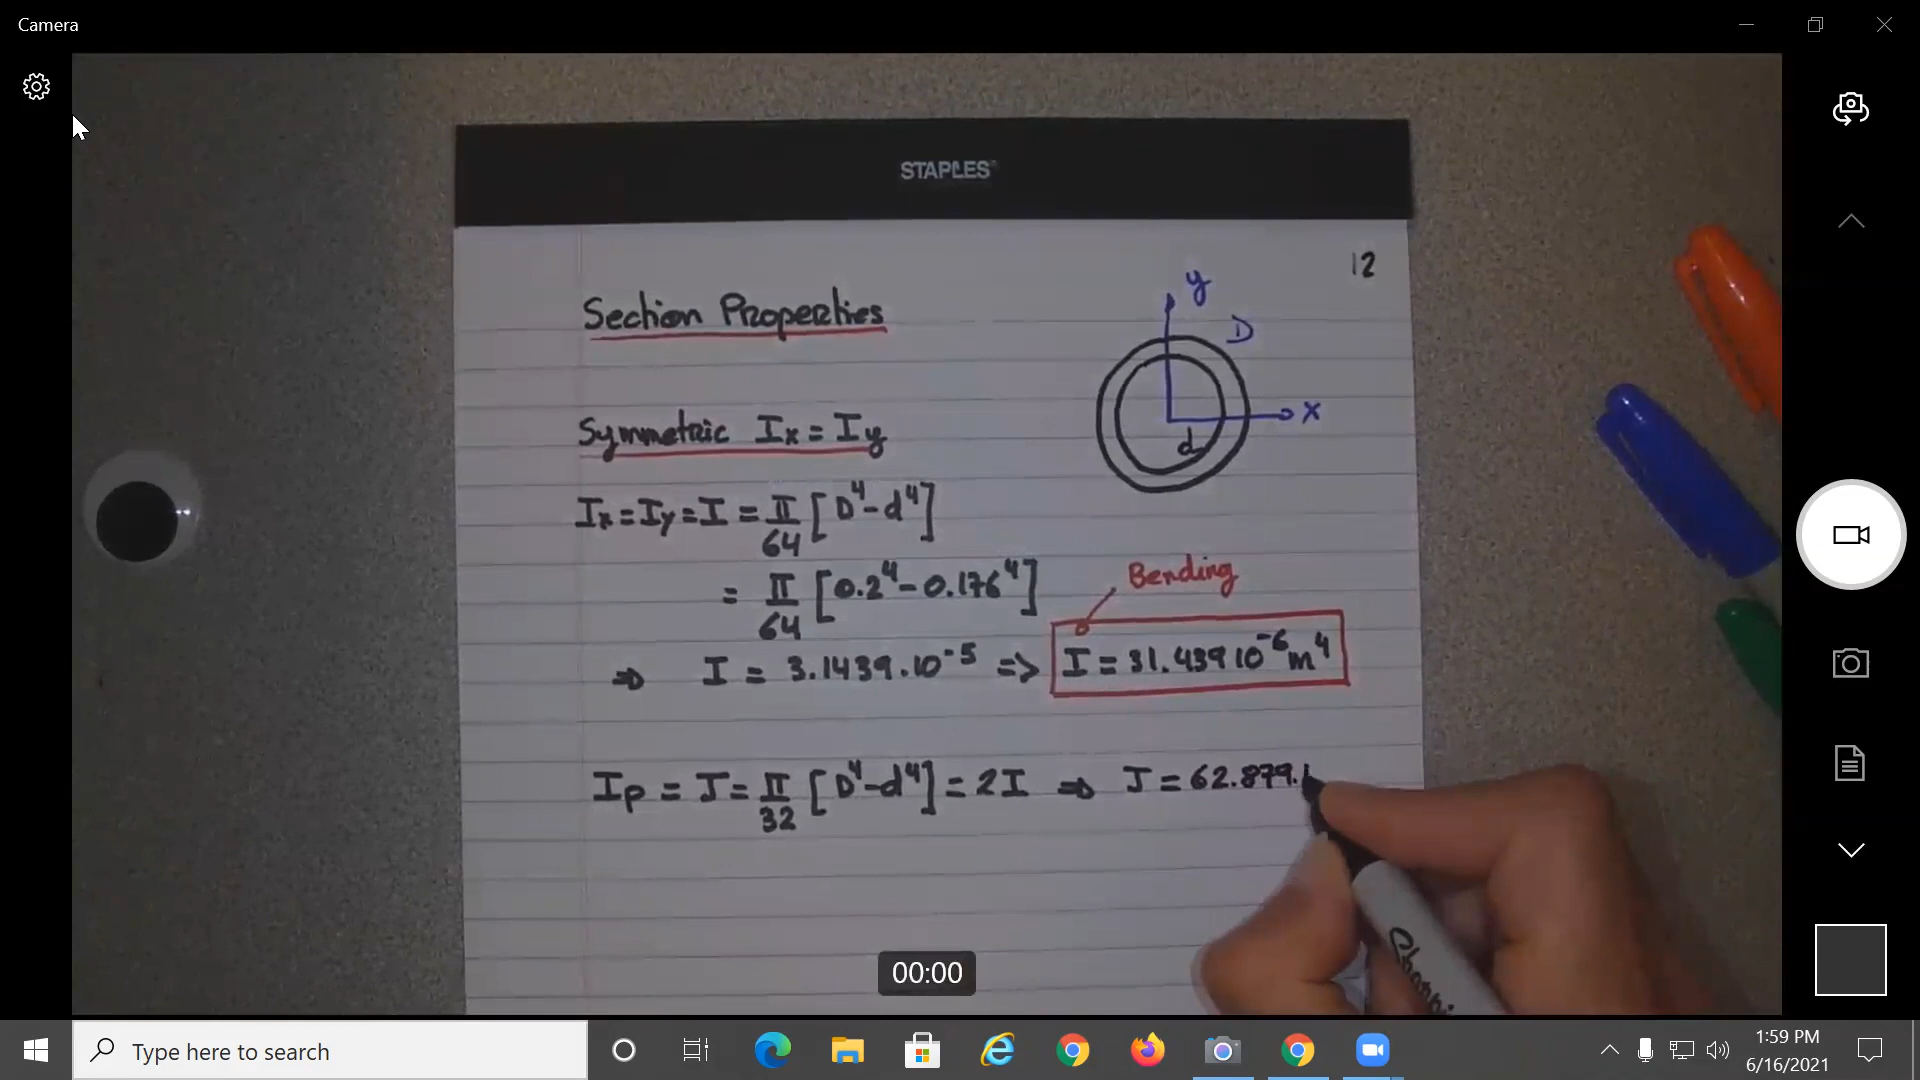 Camera
STAPLES
12
Section Properties
y
D
x
d
Symmetric Ix = Iy
Ix = Iy = I = π/64 [D⁴ - d⁴]
= π/64 [0.2⁴ - 0.176⁴]
Bending
⇒ I = 3.1439.10⁻⁵ => I = 31.439 10⁻⁶ m⁴
Ip = J = π/32 [D⁴ - d⁴] = 2I ⇒ J = 62.879.1
Sharpi
00:00
Type here to search
1:59 PM
6/16/2021